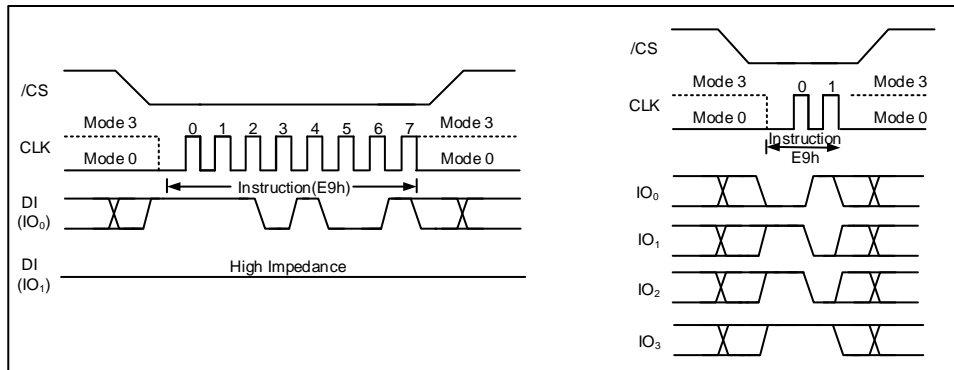 /CS
Mode 3
0 1 2 3 4 5 6 7
Mode 3
CLK
Mode 0
Mode 0
Instruction(E9h)
DI
(IO0)
High Impedance
DI
(IO1)
/CS
Mode 3
0 1
Mode 3
CLK
Mode 0
Mode 0
Instruction
E9h
IO0
IO1
IO2
IO3